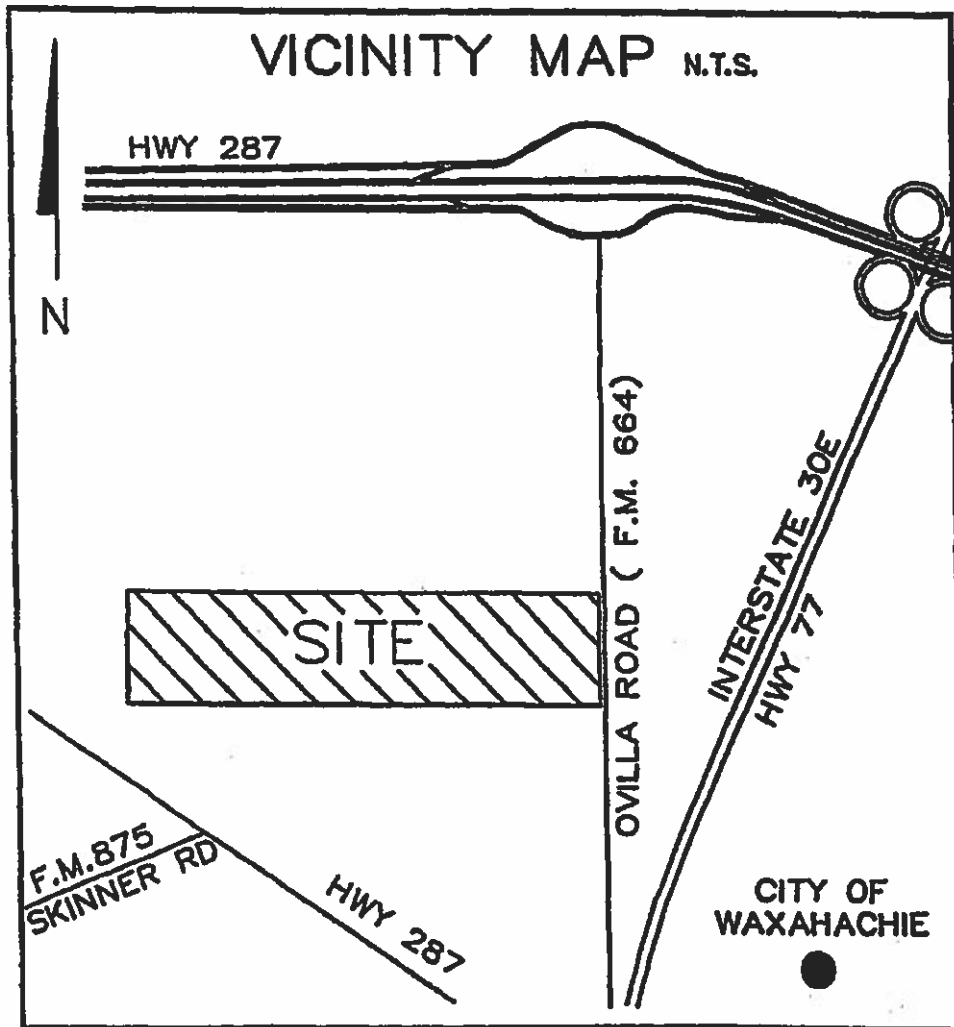 VICINITY MAP N.T.S.
HWY 287
N
OVILLA ROAD ( F.M. 664)
INTERSTATE 30E
HWY 77
SITE
F.M.875
SKINNER RD
HWY 287
CITY OF
WAXAHACHIE